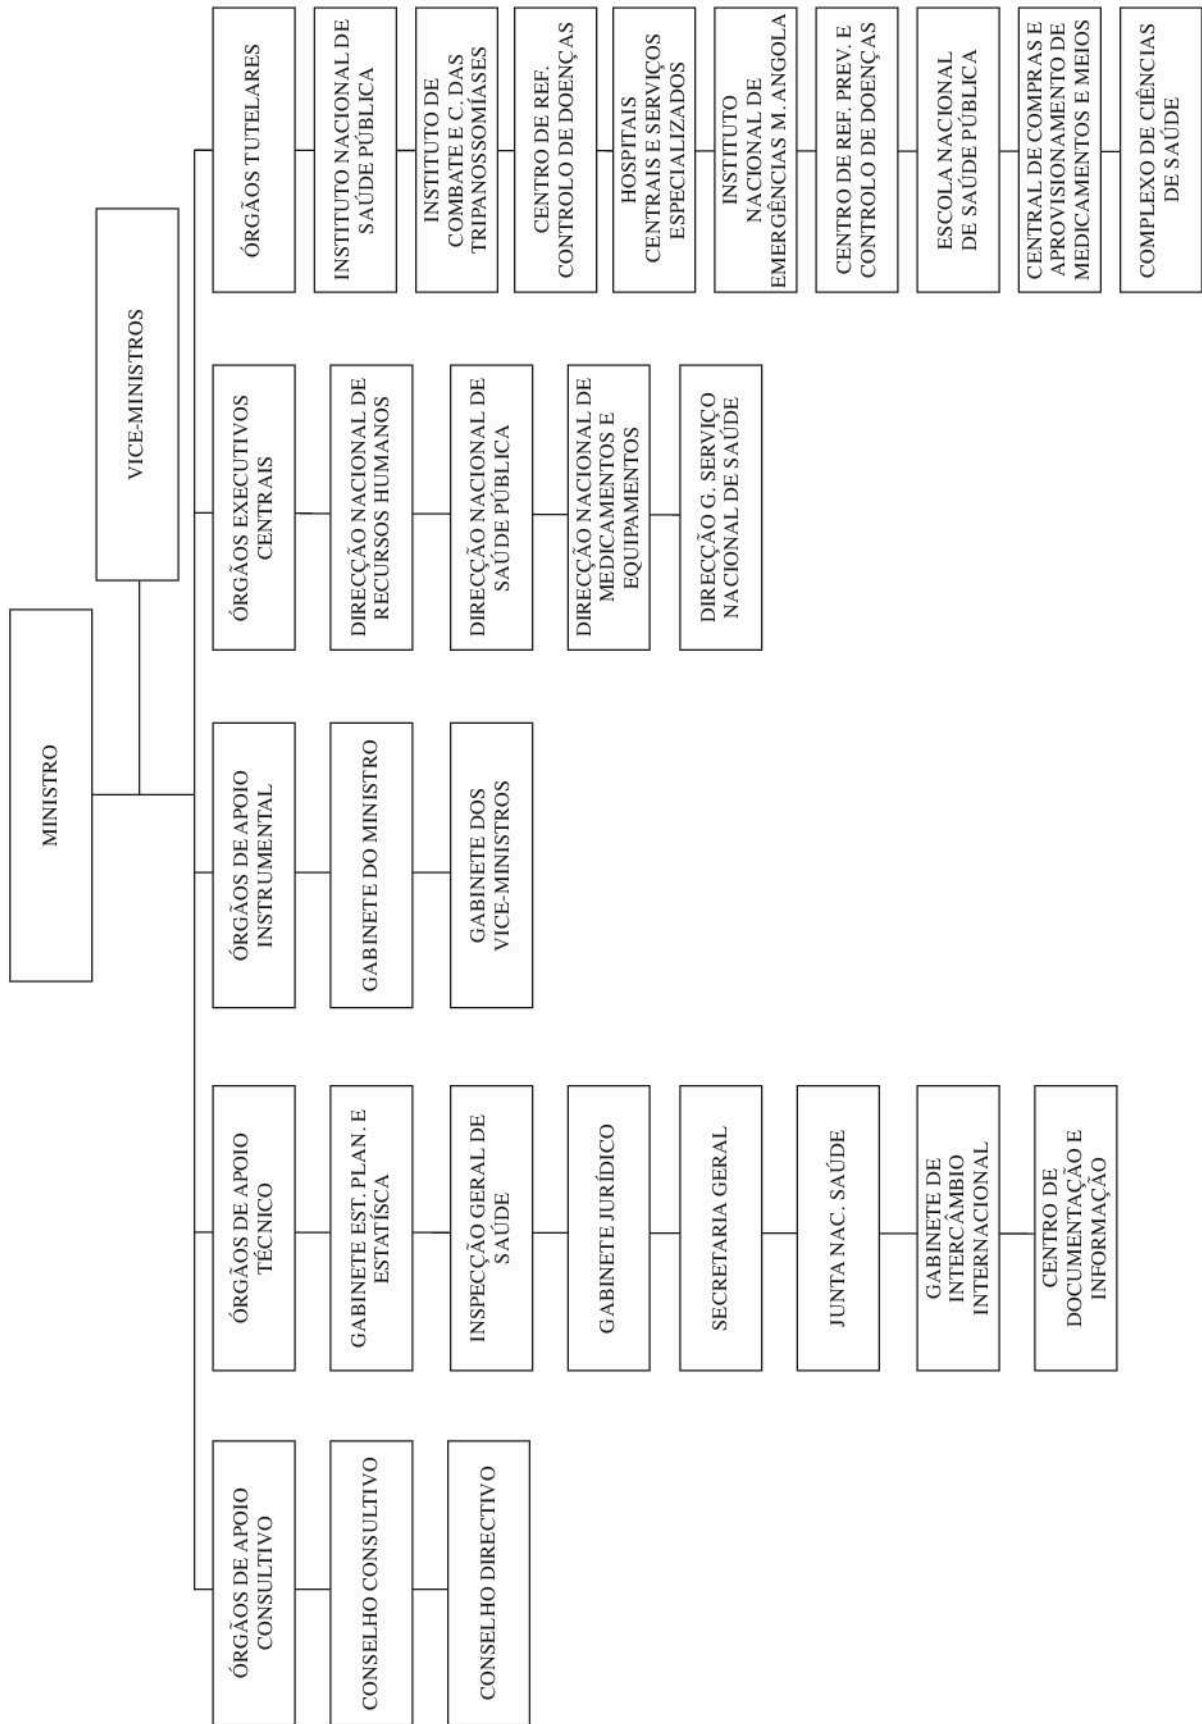 MINISTRO
VICE-MINISTROS
ÓRGÃOS DE APOIO
CONSULTIVO
CONSELHO CONSULTIVO
CONSELHO DIRECTIVO
ÓRGÃOS DE APOIO
TÉCNICO
GABINETE EST. PLAN. E
ESTATÍSCA
INSPECÇÃO GERAL DE
SAÚDE
GABINETE JURÍDICO
SECRETARIA GERAL
JUNTA NAC. SAÚDE
GABINETE DE
INTERCÂMBIO
INTERNACIONAL
CENTRO DE
DOCUMENTAÇÃO E
INFORMAÇÃO
ÓRGÃOS DE APOIO
INSTRUMENTAL
GABINETE DO MINISTRO
GABINETE DOS
VICE-MINISTROS
ÓRGÃOS EXECUTIVOS
CENTRAIS
DIRECÇÃO NACIONAL DE
RECURSOS HUMANOS
DIRECÇÃO NACIONAL DE
SAÚDE PÚBLICA
DIRECÇÃO NACIONAL DE
MEDICAMENTOS E
EQUIPAMENTOS
DIRECÇÃO G. SERVIÇO
NACIONAL DE SAÚDE
ÓRGÃOS TUTELARES
INSTITUTO NACIONAL DE
SAÚDE PÚBLICA
INSTITUTO DE
COMBATE E C. DAS
TRIPANOSSOMÍASES
CENTRO DE REF.
CONTROLO DE DOENÇAS
HOSPITAIS
CENTRAIS E SERVIÇOS
ESPECIALIZADOS
INSTITUTO
NACIONAL DE
EMERGÊNCIAS M. ANGOLA
CENTRO DE REF. PREV. E
CONTROLO DE DOENÇAS
ESCOLA NACIONAL
DE SAÚDE PÚBLICA
CENTRAL DE COMPRAS E
APROVISIONAMENTO DE
MEDICAMENTOS E MEIOS
COMPLEXO DE CIÊNCIAS
DE SAÚDE